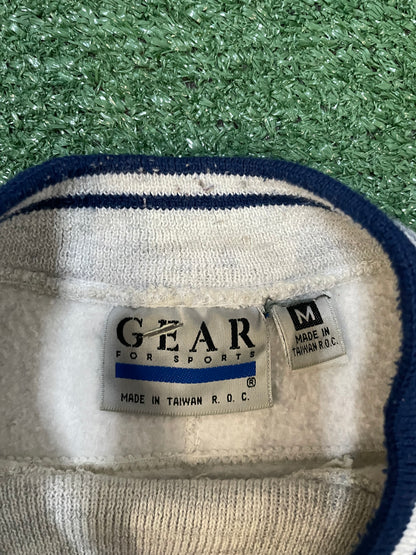 GEAR
FOR SPORTS
®
MADE IN TAIWAN R. O. C.
M
MADE IN
TAIWAN R.O.C.